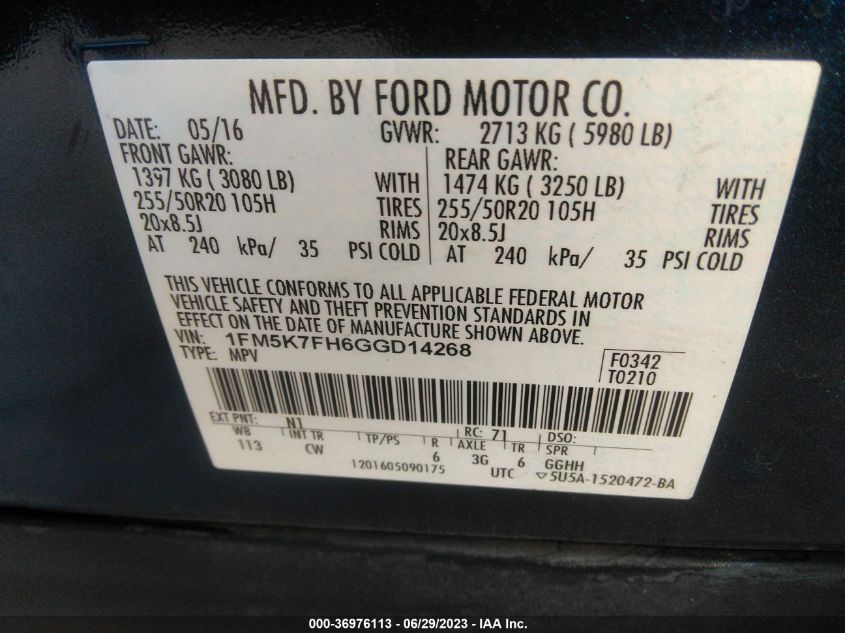 MFD. BY FORD MOTOR CO.
DATE: 05/16 GVWR: 2713 KG ( 5980 LB)
FRONT GAWR: REAR GAWR:
1397 KG ( 3080 LB) WITH 1474 KG ( 3250 LB) WITH
255/50R20 105H TIRES 255/50R20 105H TIRES
20x8.5J RIMS 20x8.5J RIMS
AT 240 kPa/ 35 PSI COLD AT 240 kPa/ 35 PSI COLD
THIS VEHICLE CONFORMS TO ALL APPLICABLE FEDERAL MOTOR
VEHICLE SAFETY AND THEFT PREVENTION STANDARDS IN
EFFECT ON THE DATE OF MANUFACTURE SHOWN ABOVE.
VIN: 1FM5K7FH6GGD14268
TYPE: MPV
F0342
T0210
EXT PNT: N1 RC: 71 DSO:
WB INT TR TP/PS R AXLE TR SPR
113 CW 6 3G 6 GGHH
1201605090175 UTC ▽5U5A-1520472-BA
000-36976113 - 06/29/2023 - IAA Inc.